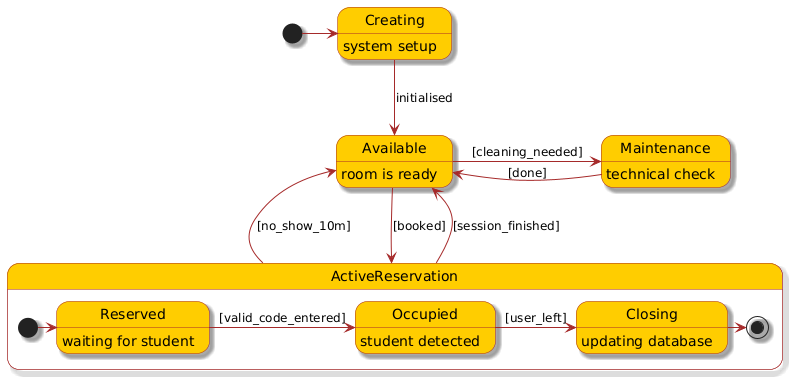 Creating
system setup
initialised
Available
room is ready
[cleaning_needed]
[done]
Maintenance
technical check
[no_show_10m]
[booked]
[session_finished]
ActiveReservation
Reserved
waiting for student
[valid_code_entered]
Occupied
student detected
[user_left]
Closing
updating database